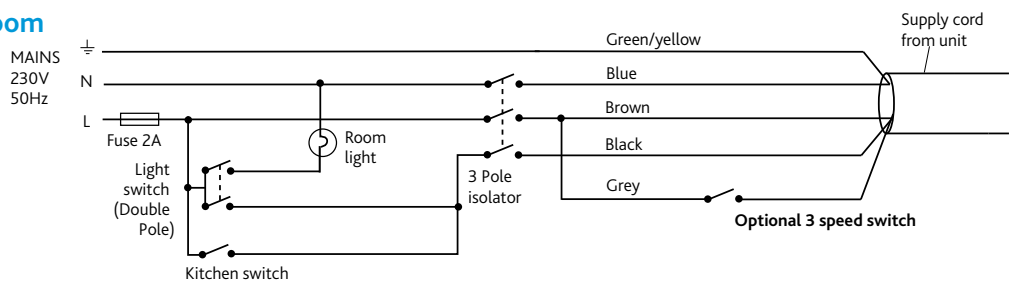 oom
MAINS
230V
50Hz
N
L
Fuse 2A
Light
switch
(Double
Pole)
Kitchen switch
Room
light
3 Pole
isolator
Green/yellow
Blue
Brown
Black
Grey
Optional 3 speed switch
Supply cord
from unit